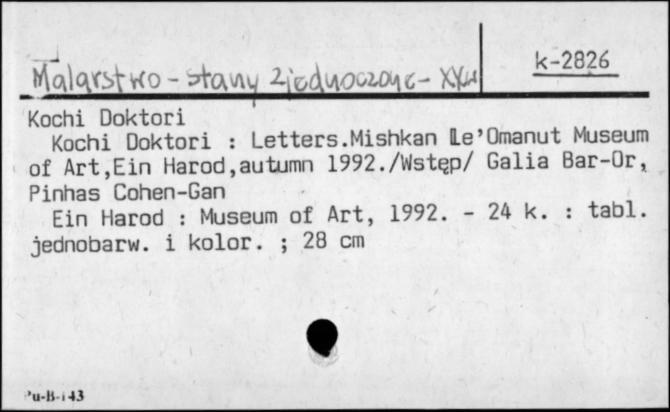 Malarstwo - Stany Zjednoczone - XX w
k-2826
Kochi Doktori
Kochi Doktori : Letters.Mishkan Le'Omanut Museum
of Art,Ein Harod,autumn 1992./Wstęp/ Galia Bar-Or,
Pinhas Cohen-Gan
Ein Harod : Museum of Art, 1992. - 24 k. : tabl.
jednobarw. i kolor. ; 28 cm
Pu-B-143